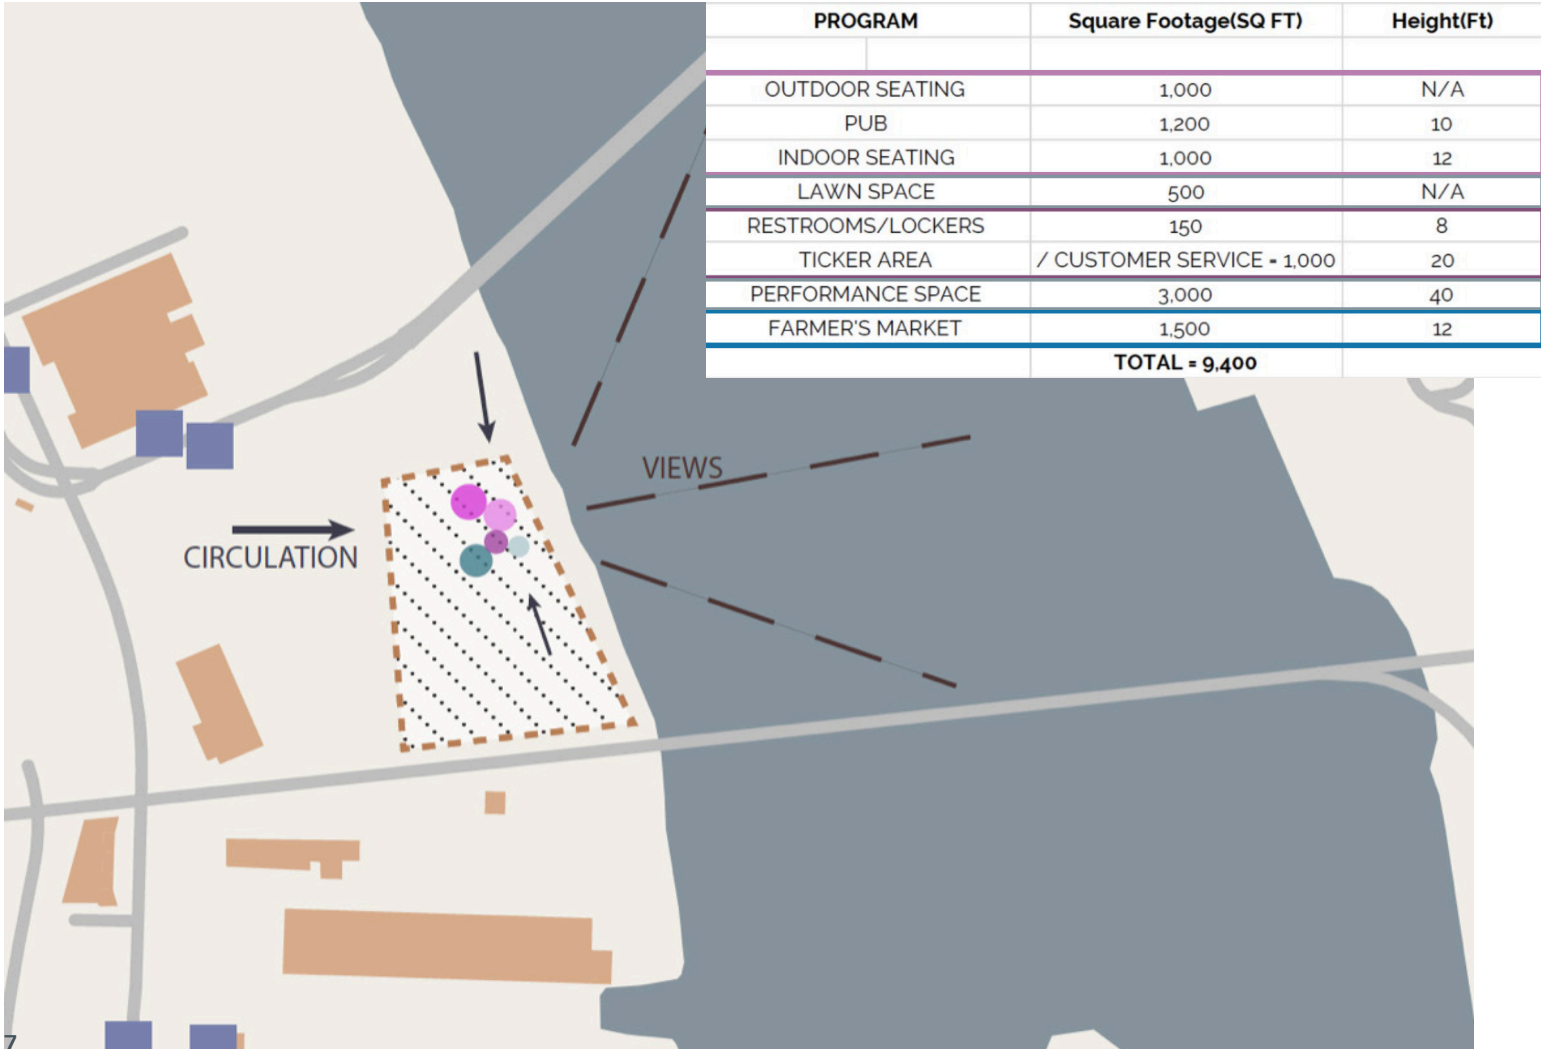 PROGRAM Square Footage(SQ FT) Height(Ft)
OUTDOOR SEATING 1,000 N/A
PUB 1,200 10
INDOOR SEATING 1,000 12
LAWN SPACE 500 N/A
RESTROOMS/LOCKERS 150 8
TICKER AREA / CUSTOMER SERVICE = 1,000 20
PERFORMANCE SPACE 3,000 40
FARMER'S MARKET 1,500 12
TOTAL = 9,400
VIEWS
CIRCULATION
7